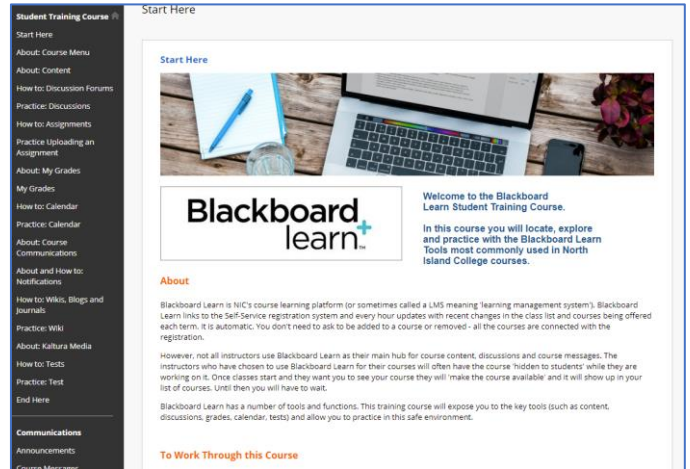 Student Training Course
Start Here
About: Course Menu
About: Content
How to: Discussion Forums
Practice: Discussions
How to: Assignments
Practice Uploading an
Assignment
About: My Grades
My Grades
How to: Calendar
Practice: Calendar
About: Course
Communications
About and How to:
Notifications
How to: Wikis, Blogs and
Journals
Practice: Wiki
About: Kaltura Media
How to: Tests
Practice: Test
End Here
Communications
Announcements
Course Messages
Start Here
Start Here
Blackboard
learn+
Welcome to the Blackboard
Learn Student Training Course.
In this course you will locate, explore
and practice with the Blackboard Learn
Tools most commonly used in North
Island College courses.
About
Blackboard Learn is NIC's course learning platform (or sometimes called a LMS meaning 'learning management system'). Blackboard
Learn links to the Self-Service registration system and every hour updates with recent changes in the class list and courses being offered
each term. It is automatic. You don't need to ask to be added to a course or removed - all the courses are connected with the
registration.
However, not all instructors use Blackboard Learn as their main hub for course content, discussions and course messages. The
instructors who have chosen to use Blackboard Learn for their courses will often have the course 'hidden to students' while they are
working on it. Once classes start and they want you to see your course they will 'make the course available' and it will show up in your
list of courses. Until then you will have to wait.
Blackboard Learn has a number of tools and functions. This training course will expose you to the key tools (such as content,
discussions, grades, calendar, tests) and allow you to practice in this safe environment.
To Work Through this Course